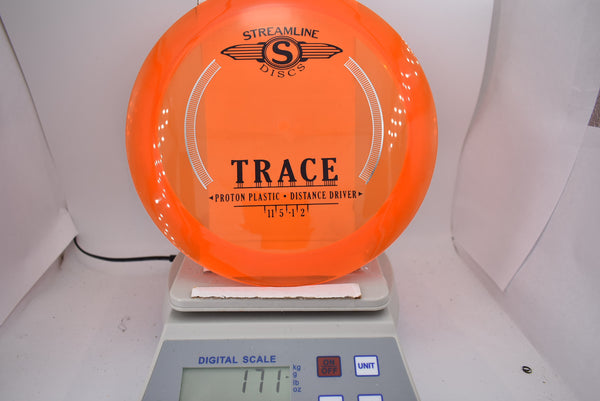 STREAMLINE
S
DISCS
TRACE
PROTON PLASTIC • DISTANCE DRIVER
11 5 -1 2
DIGITAL SCALE
kg
g
lb
oz
ON
OFF
UNIT
171